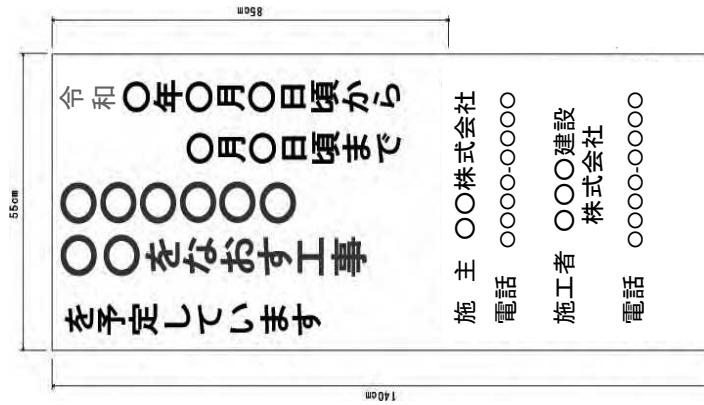 85cm
55cm
令和〇年〇月〇日頃から
〇月〇日頃まで
〇〇〇〇〇〇
〇〇をなおす工事
を予定しています
施 主 〇〇株式会社
電話 〇〇〇〇-〇〇〇〇
施工者 〇〇〇建設
株式会社
電話 〇〇〇〇-〇〇〇〇
140cm